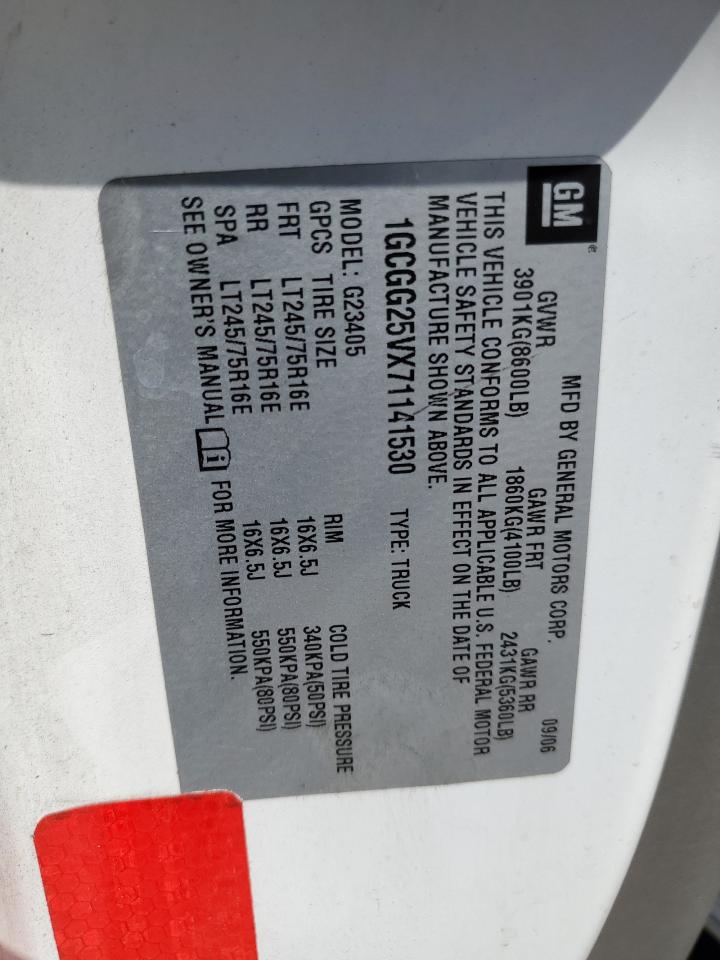 GM®
MFD BY GENERAL MOTORS CORP. 09/06
GVWR GAWR FRT GAWR RR
3901KG(8600LB) 1860KG(4100LB) 2431KG(5360LB)
THIS VEHICLE CONFORMS TO ALL APPLICABLE U.S. FEDERAL MOTOR
VEHICLE SAFETY STANDARDS IN EFFECT ON THE DATE OF
MANUFACTURE SHOWN ABOVE.
1GCGG25VX71141530 TYPE: TRUCK
MODEL: G23405
GPCS TIRE SIZE RIM COLD TIRE PRESSURE
FRT LT245/75R16E 16X6.5J 340KPA(50PSI)
RR LT245/75R16E 16X6.5J 550KPA(80PSI)
SPA LT245/75R16E 16X6.5J 550KPA(80PSI)
SEE OWNER'S MANUAL FOR MORE INFORMATION.